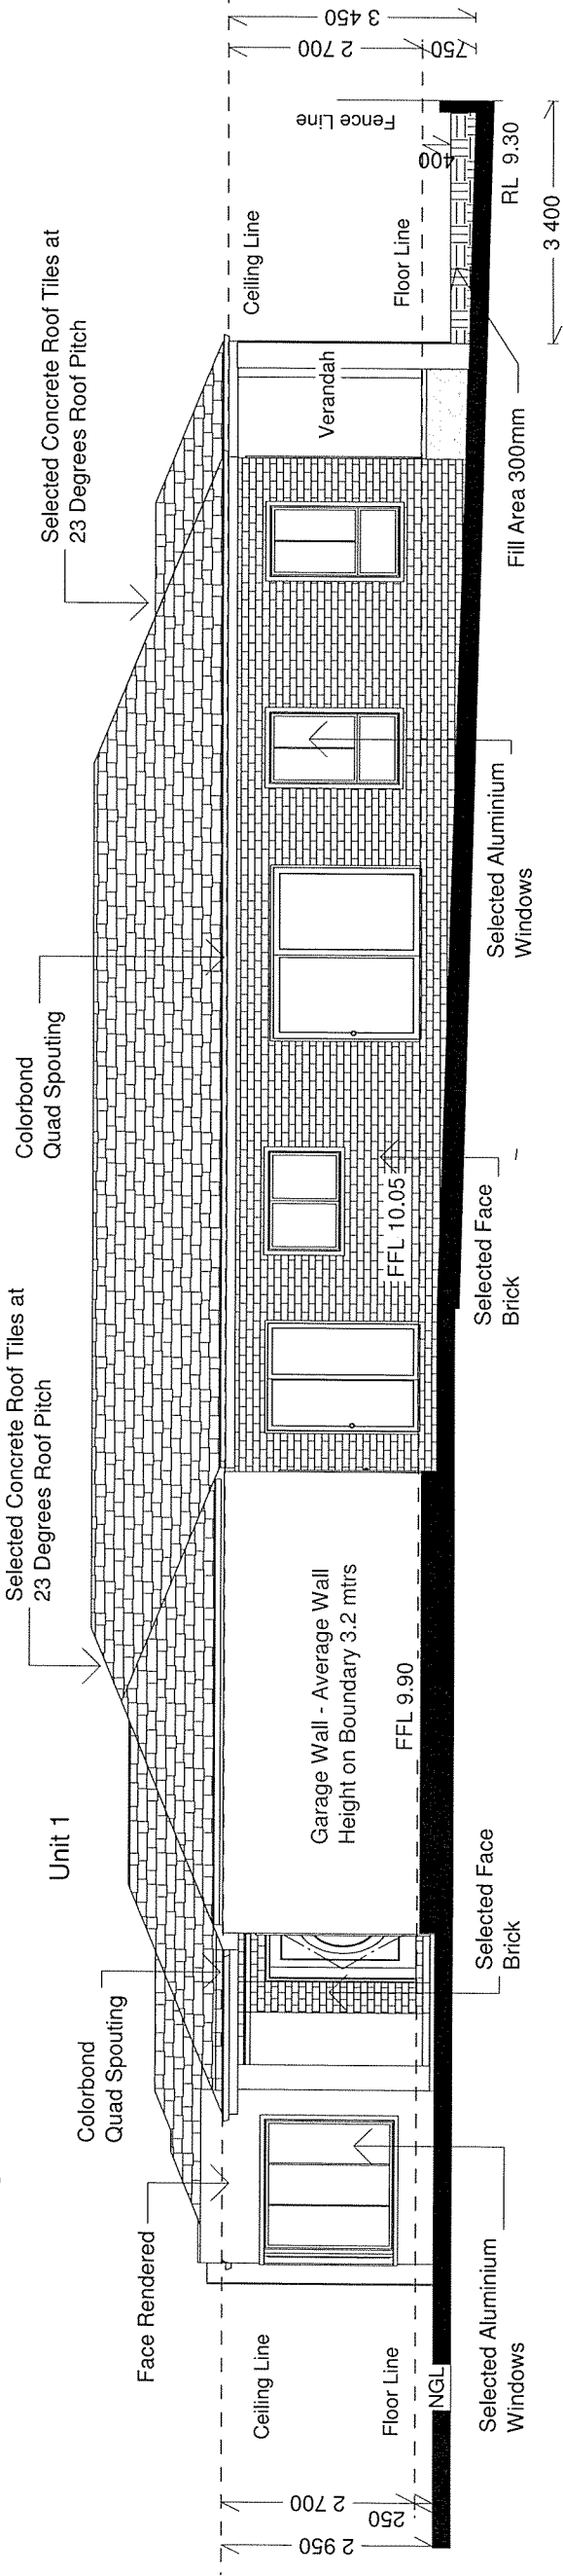 Selected Concrete Roof Tiles at
23 Degrees Roof Pitch
Selected Concrete Roof Tiles at
23 Degrees Roof Pitch
Colorbond
Quad Spouting
Unit 1
Colorbond
Quad Spouting
Face Rendered
Ceiling Line
Floor Line
NGL
2 700
250
2 950
Selected Aluminium
Windows
Selected Face
Brick
Garage Wall - Average Wall
Height on Boundary 3.2 mtrs
FFL 9.90
FFL 10.05
Selected Face
Brick
Selected Aluminium
Windows
Verandah
Ceiling Line
Floor Line
Fence Line
400
Fill Area 300mm
RL 9.30
3 400
2 700
750
3 450